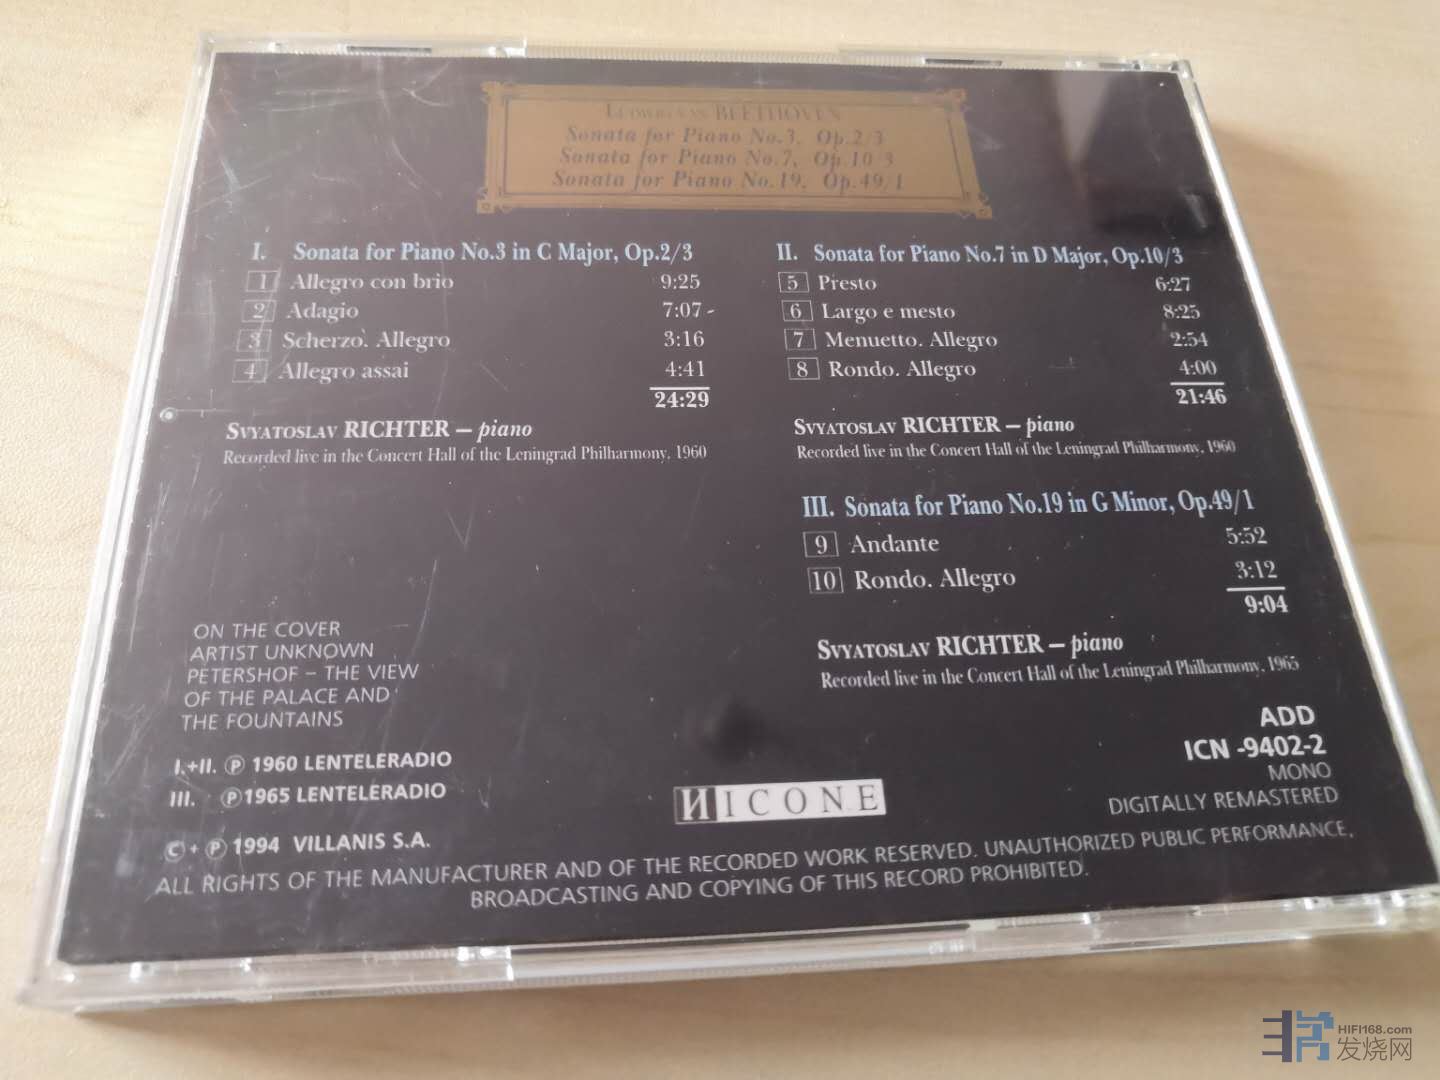 LUDWIG VAN BEETHOVEN
Sonata for Piano No.3, Op.2/3
Sonata for Piano No.7, Op.10/3
Sonata for Piano No.19, Op.49/1
I. Sonata for Piano No.3 in C Major, Op.2/3
1 Allegro con brio 9:25
2 Adagio 7:07
3 Scherzo. Allegro 3:16
4 Allegro assai 4:41
24:29
SVYATOSLAV RICHTER – piano
Recorded live in the Concert Hall of the Leningrad Philharmony, 1960
II. Sonata for Piano No.7 in D Major, Op.10/3
5 Presto 6:27
6 Largo e mesto 8:25
7 Menuetto. Allegro 2:54
8 Rondo. Allegro 4:00
21:46
SVYATOSLAV RICHTER – piano
Recorded live in the Concert Hall of the Leningrad Philharmony, 1960
III. Sonata for Piano No.19 in G Minor, Op.49/1
9 Andante 5:52
10 Rondo. Allegro 3:12
9:04
SVYATOSLAV RICHTER – piano
Recorded live in the Concert Hall of the Leningrad Philharmony, 1965
ON THE COVER
ARTIST UNKNOWN
PETERSHOF – THE VIEW
OF THE PALACE AND
THE FOUNTAINS
I.+II. ℗ 1960 LENTELERADIO
III. ℗ 1965 LENTELERADIO
© + ℗ 1994 VILLANIS S.A.
ИICONE
ADD
ICN -9402-2
MONO
DIGITALLY REMASTERED
ALL RIGHTS OF THE MANUFACTURER AND OF THE RECORDED WORK RESERVED. UNAUTHORIZED PUBLIC PERFORMANCE,
BROADCASTING AND COPYING OF THIS RECORD PROHIBITED.
HIFI168.com
发烧网